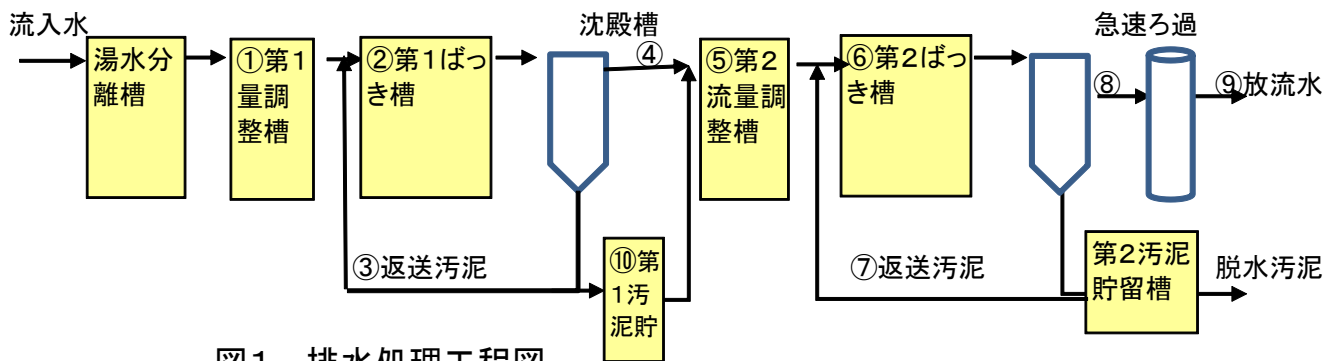 流入水
湯水分
離槽
①第1
量調
整槽
②第1ばっ
き槽
沈殿槽
④
⑤第2
流量調
整槽
⑥第2ばっ
き槽
急速ろ過
⑧
⑨放流水
③返送汚泥
⑩第
1汚
泥貯
⑦返送汚泥
第2汚泥
貯留槽
脱水汚泥